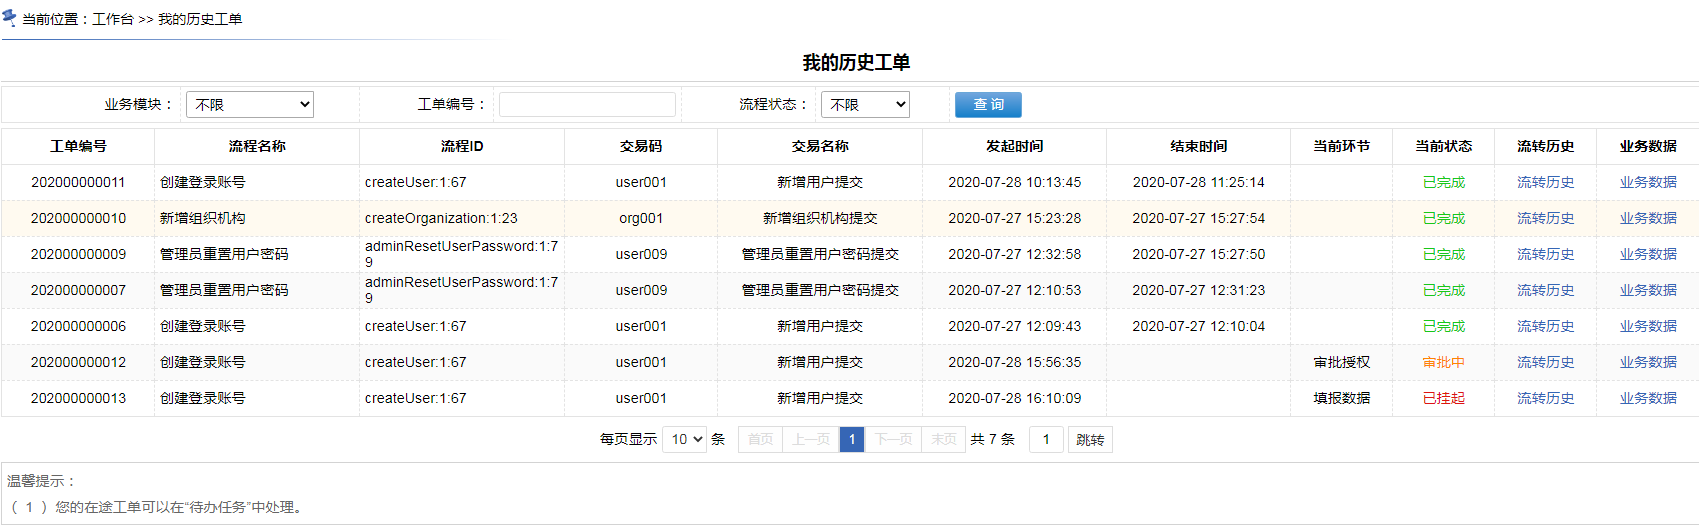 当前位置：工作台 >> 我的历史工单
我的历史工单
业务模块： 不限 工单编号： 流程状态： 不限 查 询
工单编号 流程名称 流程ID 交易码 交易名称 发起时间 结束时间 当前环节 当前状态 流转历史 业务数据
202000000011 创建登录账号 createUser:1:67 user001 新增用户提交 2020-07-28 10:13:45 2020-07-28 11:25:14 已完成 流转历史 业务数据
202000000010 新增组织机构 createOrganization:1:23 org001 新增组织机构提交 2020-07-27 15:23:28 2020-07-27 15:27:54 已完成 流转历史 业务数据
202000000009 管理员重置用户密码 adminResetUserPassword:1:79 user009 管理员重置用户密码提交 2020-07-27 12:32:58 2020-07-27 15:27:50 已完成 流转历史 业务数据
202000000007 管理员重置用户密码 adminResetUserPassword:1:79 user009 管理员重置用户密码提交 2020-07-27 12:10:53 2020-07-27 12:31:23 已完成 流转历史 业务数据
202000000006 创建登录账号 createUser:1:67 user001 新增用户提交 2020-07-27 12:09:43 2020-07-27 12:10:04 已完成 流转历史 业务数据
202000000012 创建登录账号 createUser:1:67 user001 新增用户提交 2020-07-28 15:56:35 审批授权 审批中 流转历史 业务数据
202000000013 创建登录账号 createUser:1:67 user001 新增用户提交 2020-07-28 16:10:09 填报数据 已挂起 流转历史 业务数据
每页显示 10 条 首页 上一页 1 下一页 末页 共 7 条 1 跳转
温馨提示：
（ 1 ）您的在途工单可以在“待办任务”中处理。